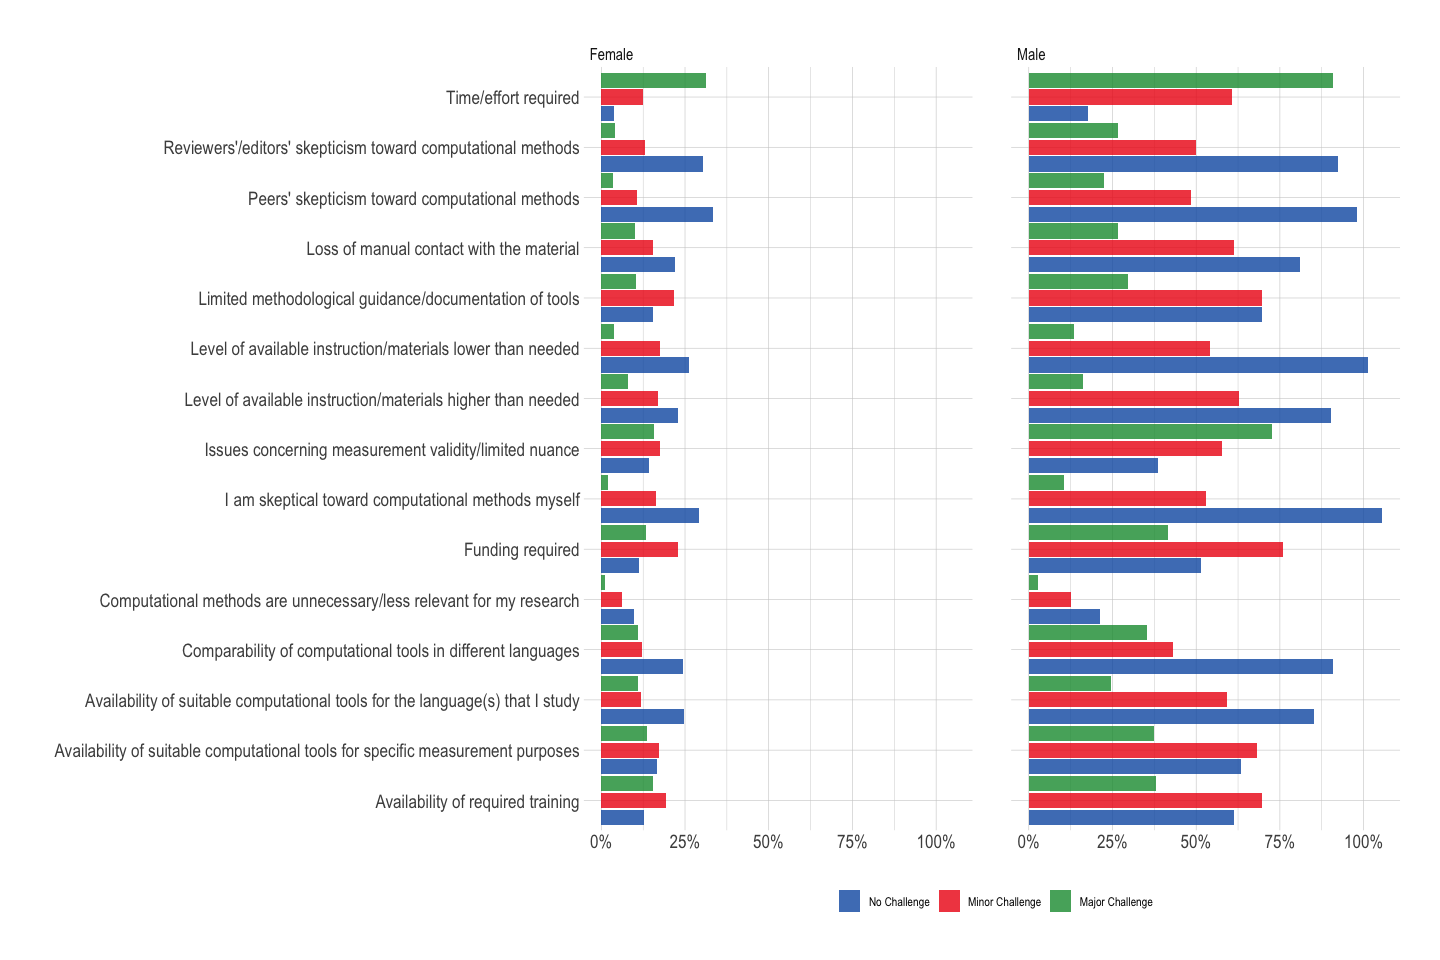 Female
Male
Time/effort required
Reviewers'/editors' skepticism toward computational methods
Peers' skepticism toward computational methods
Loss of manual contact with the material
Limited methodological guidance/documentation of tools
Level of available instruction/materials lower than needed
Level of available instruction/materials higher than needed
Issues concerning measurement validity/limited nuance
I am skeptical toward computational methods myself
Funding required
Computational methods are unnecessary/less relevant for my research
Comparability of computational tools in different languages
Availability of suitable computational tools for the language(s) that I study
Availability of suitable computational tools for specific measurement purposes
Availability of required training
0% 25% 50% 75% 100%
0% 25% 50% 75% 100%
No Challenge Minor Challenge Major Challenge